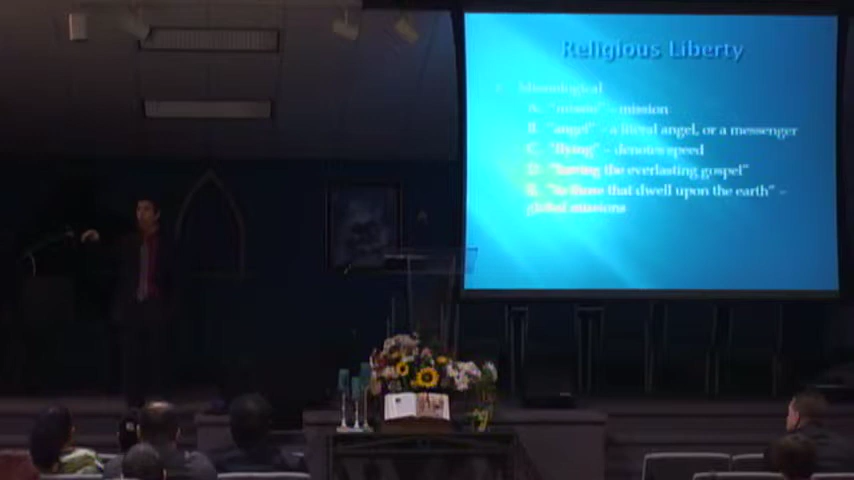 Religious Liberty
Missiological
A. "missio" – mission
B. "angel" – a literal angel, or a messenger
C. "flying" – denotes speed
D. "having the everlasting gospel"
E. "to those that dwell upon the earth" –
global missions